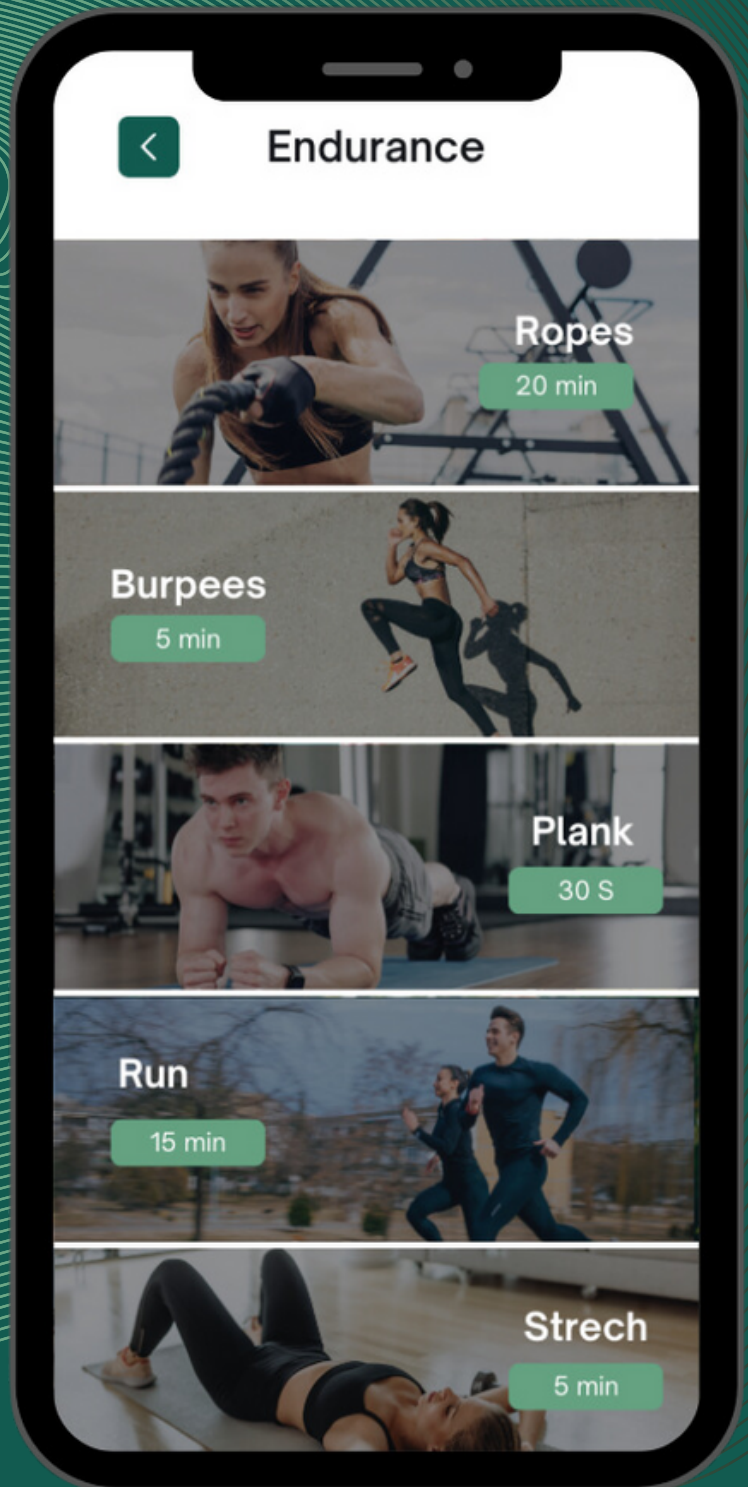 Endurance
Ropes
20 min
Burpees
5 min
Plank
30 S
Run
15 min
Strech
5 min